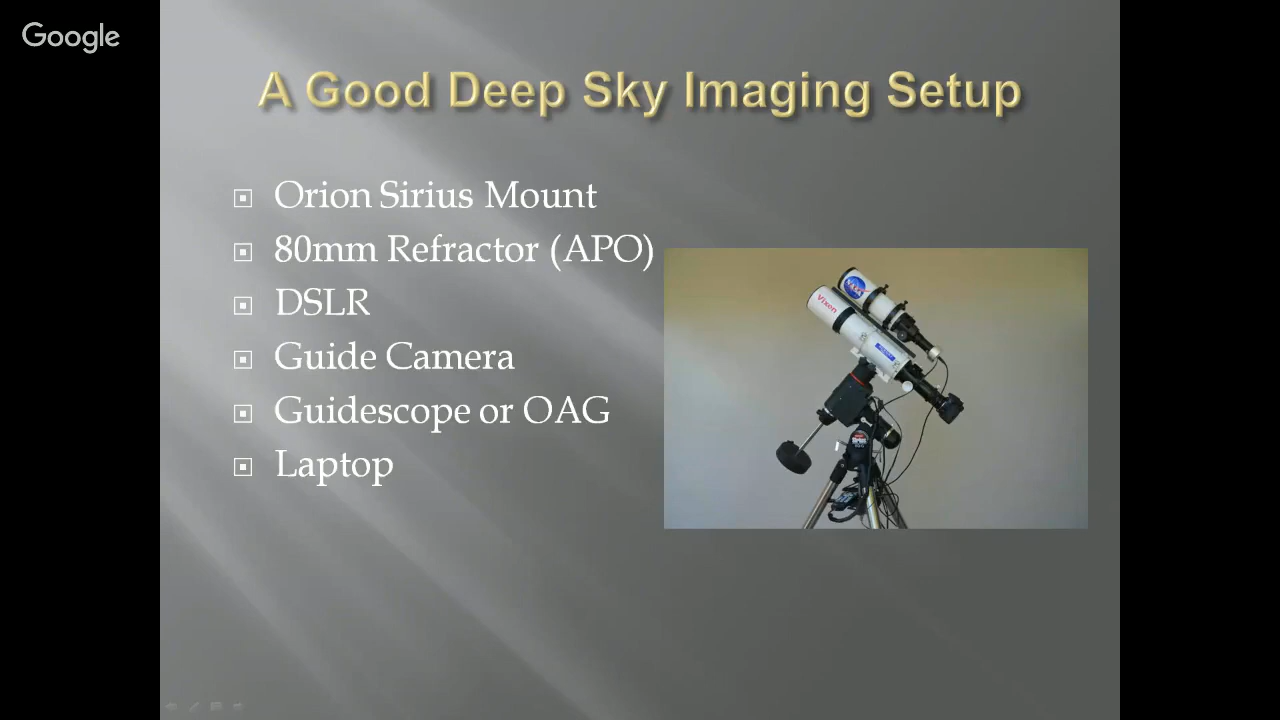 Google
A Good Deep Sky Imaging Setup
Orion Sirius Mount
80mm Refractor (APO)
DSLR
Guide Camera
Guidescope or OAG
Laptop
NASA
Vixen